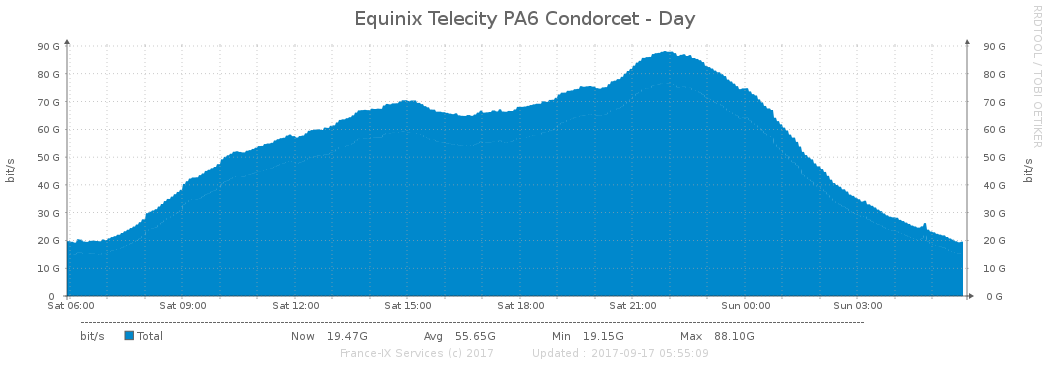 Equinix Telecity PA6 Condorcet - Day
RRDTOOL / TOBI OETIKER
bit/s
90 G 90 G
80 G 80 G
70 G 70 G
60 G 60 G
50 G 50 G
40 G 40 G
30 G 30 G
20 G 20 G
10 G 10 G
0 0 G
bit/s
Sat 06:00 Sat 09:00 Sat 12:00 Sat 15:00 Sat 18:00 Sat 21:00 Sun 00:00 Sun 03:00
bit/s Total Now 19.47G Avg 55.65G Min 19.15G Max 88.10G
France-IX Services (c) 2017 Updated : 2017-09-17 05:55:09